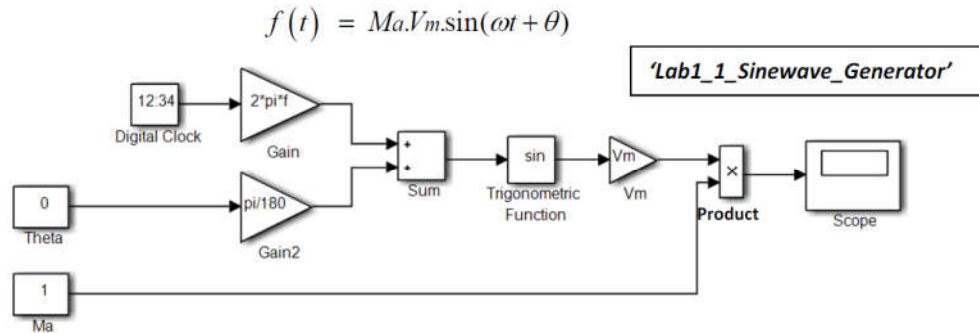 f(t) = Ma.Vm.sin(ωt + θ)
‘Lab1_1_Sinewave_Generator’
12:34
Digital Clock
2*pi*f
Gain
+
+
Sum
sin
Trigonometric
Function
Vm
Vm
×
Product
Scope
0
Theta
pi/180
Gain2
1
Ma